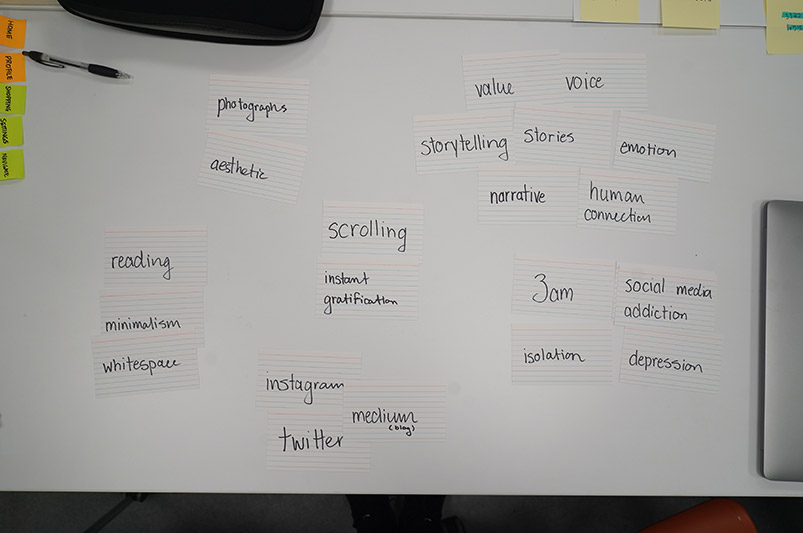 HOME
PROFILE
SHOPPING
SETTINGS
photographs
aesthetic
value
voice
storytelling
stories
emotion
narrative
human
connection
reading
minimalism
whitespace
scrolling
instant
gratification
3am
social media
addiction
isolation
depression
instagram
medium
(blog)
twitter